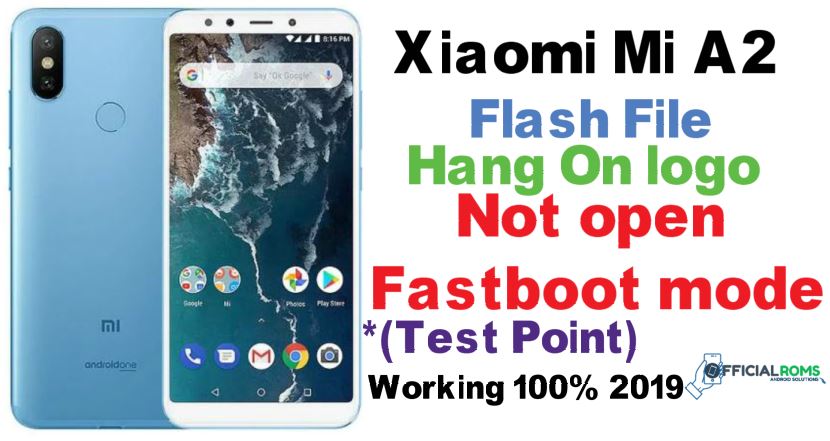 8:16 PM
Say "Ok Google"
Google Mi Photos Play Store
mi
androidone
Xiaomi Mi A2
Flash File
Hang On logo
Not open
Fastboot mode
*(Test Point)
Working 100% 2019
OFFICIALROMS
ANDROID SOLUTIONS